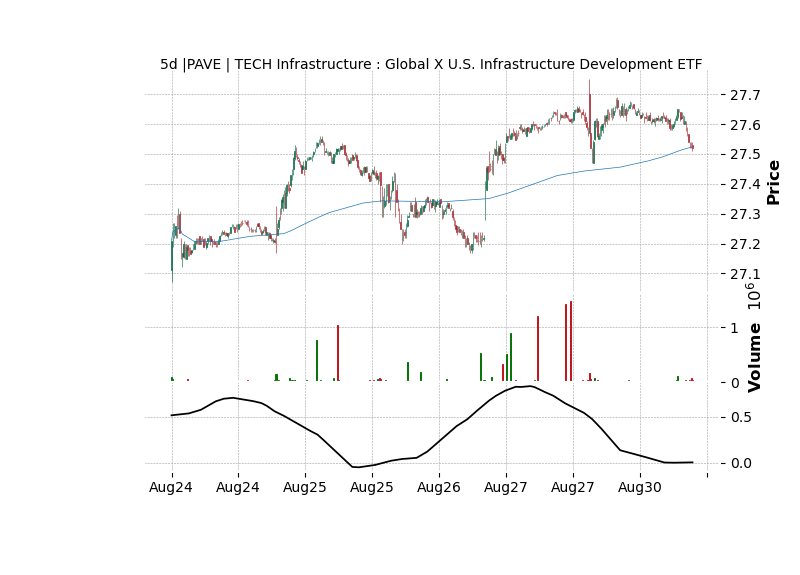 5d |PAVE | TECH Infrastructure : Global X U.S. Infrastructure Development ETF
27.7
27.6
27.5
27.4
27.3
27.2
27.1
Price
1
0
Volume 10⁶
0.5
0.0
Aug24 Aug24 Aug25 Aug25 Aug26 Aug27 Aug27 Aug30